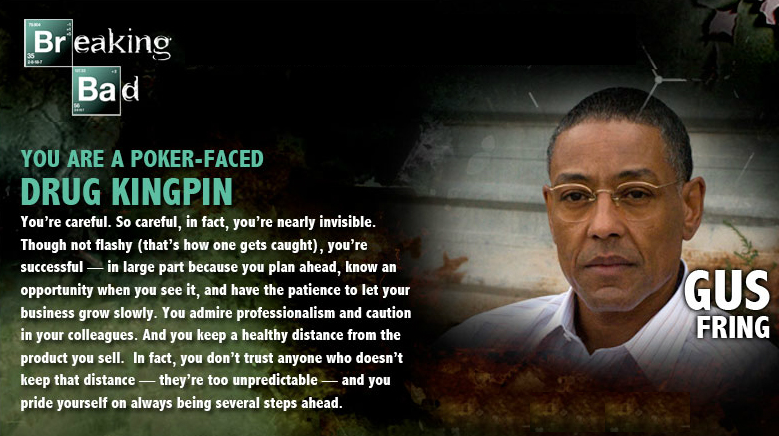 Breaking
35
Bad
56
YOU ARE A POKER-FACED
DRUG KINGPIN
You're careful. So careful, in fact, you're nearly invisible.
Though not flashy (that's how one gets caught), you're
successful — in large part because you plan ahead, know an
opportunity when you see it, and have the patience to let your
business grow slowly. You admire professionalism and caution
in your colleagues. And you keep a healthy distance from the
product you sell.  In fact, you don't trust anyone who doesn't
keep that distance — they're too unpredictable — and you
pride yourself on always being several steps ahead.
GUS
FRING